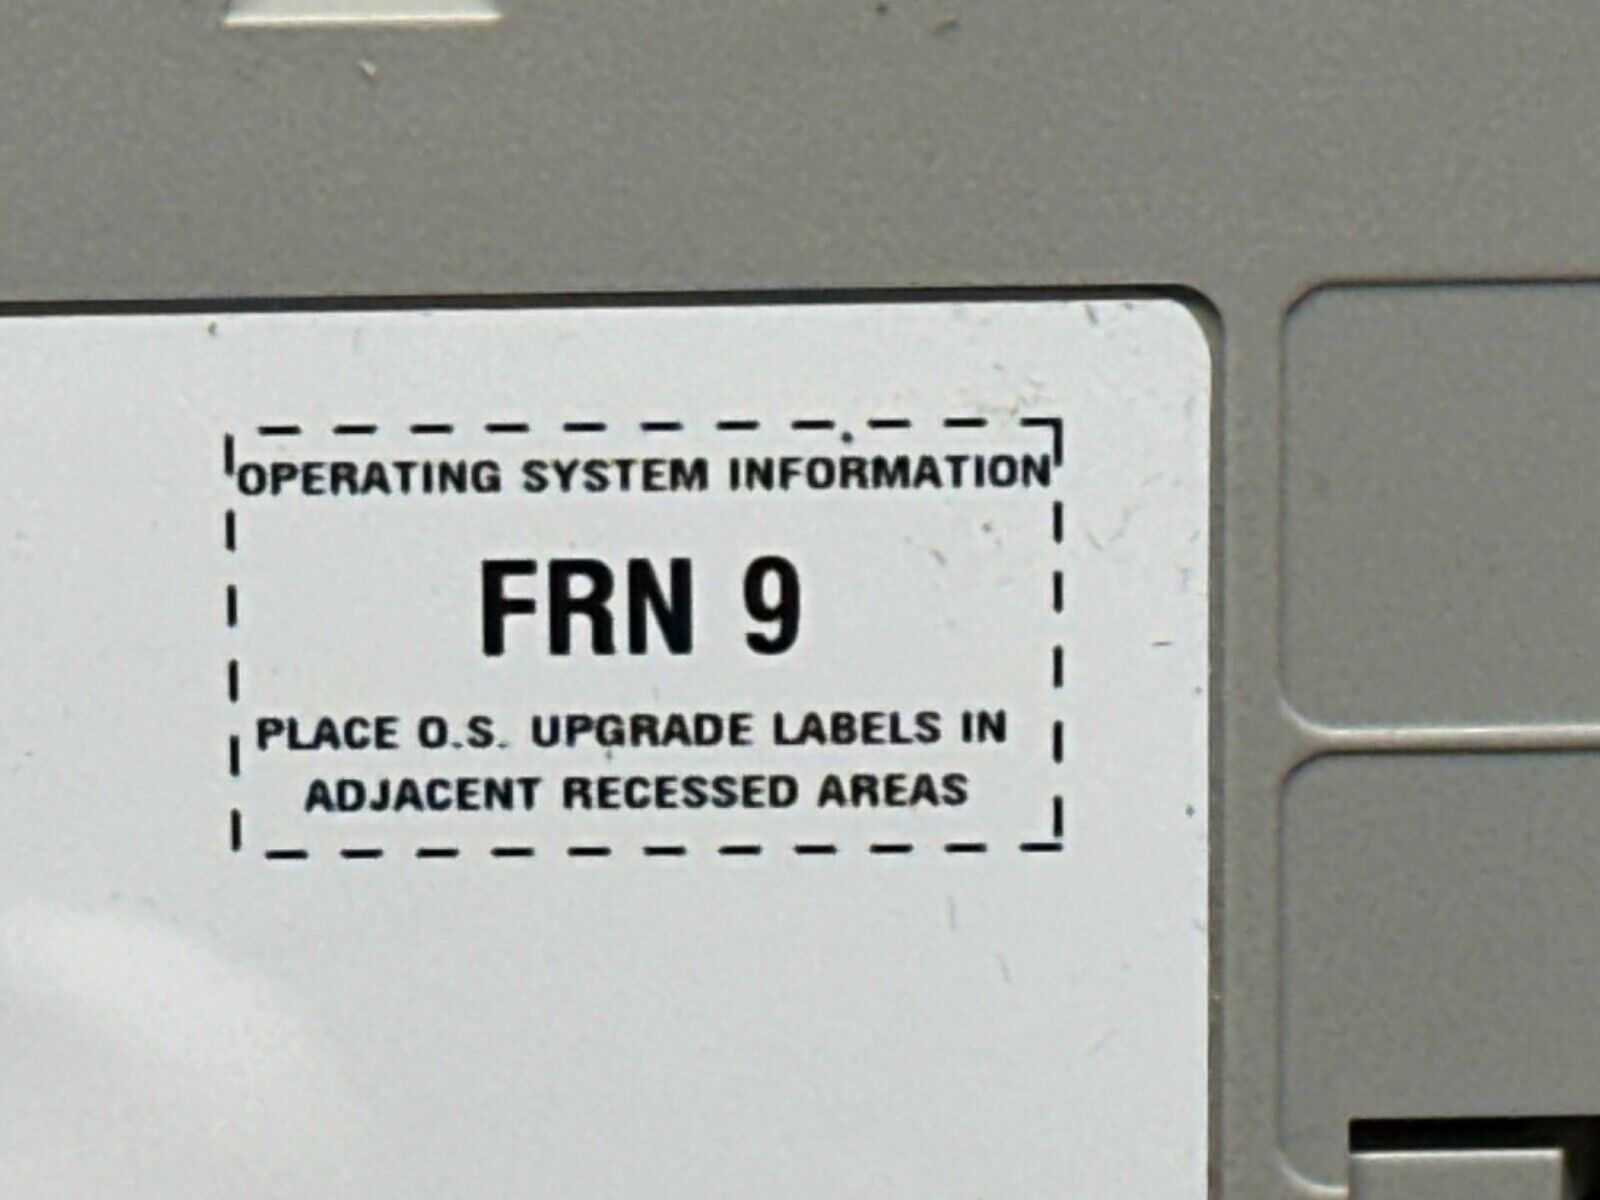 OPERATING SYSTEM INFORMATION
FRN 9
PLACE O.S. UPGRADE LABELS IN
ADJACENT RECESSED AREAS